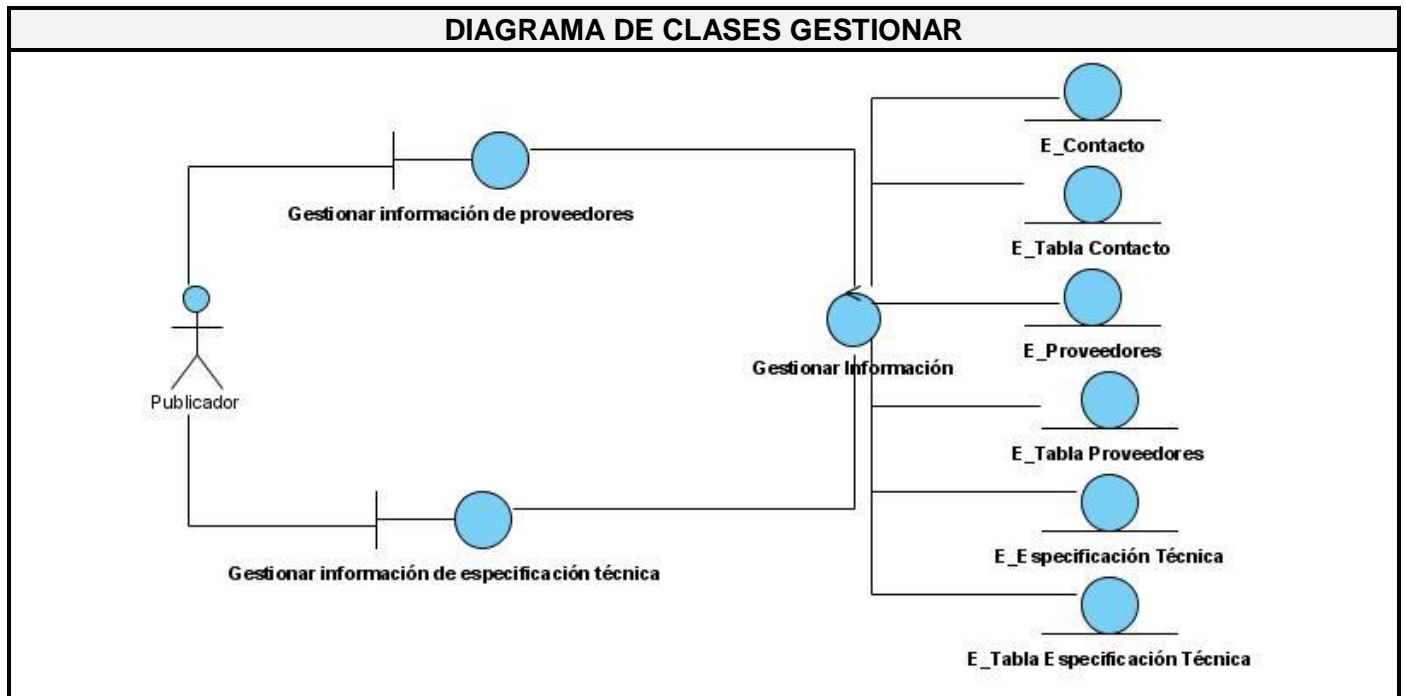 DIAGRAMA DE CLASES GESTIONAR
E_Contacto
Gestionar información de proveedores
E_Tabla Contacto
E_Proveedores
Gestionar Información
Publicador
E_Tabla Proveedores
E_Especificación Técnica
Gestionar información de especificación técnica
E_Tabla Especificación Técnica